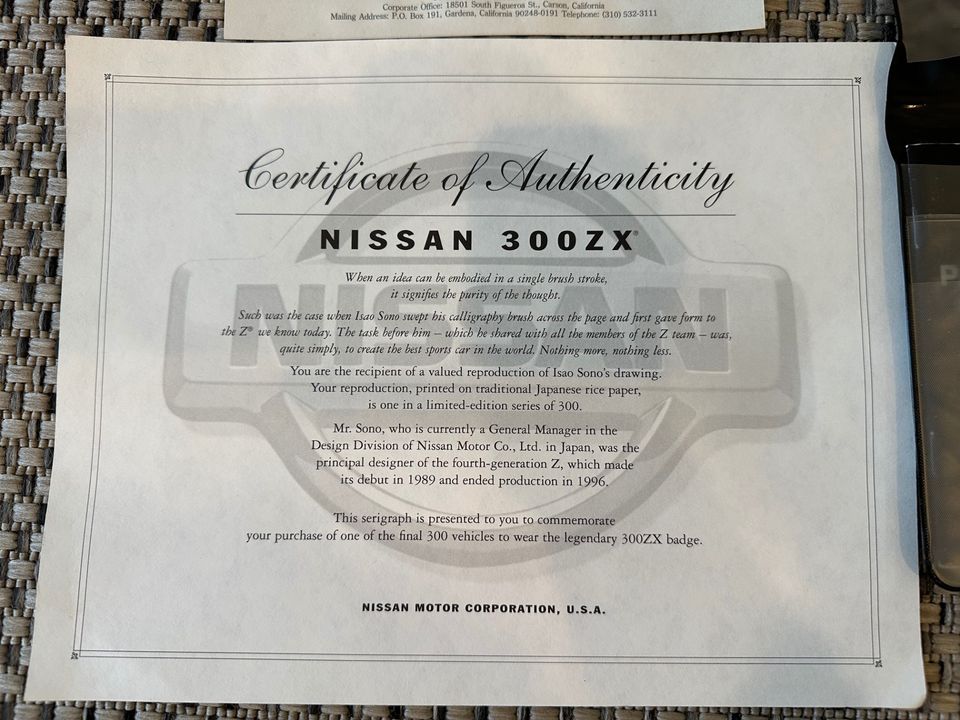 Corporate Office: 18501 South Figueroa St., Carson, California
Mailing Address: P.O. Box 191, Gardena, California 90248-0191 Telephone: (310) 532-3111
Certificate of Authenticity
NISSAN 300ZX®
When an idea can be embodied in a single brush stroke,
it signifies the purity of the thought.
Such was the case when Isao Sono swept his calligraphy brush across the page and first gave form to
the Z® we know today. The task before him – which he shared with all the members of the Z team – was,
quite simply, to create the best sports car in the world. Nothing more, nothing less.
NISSAN
You are the recipient of a valued reproduction of Isao Sono's drawing.
Your reproduction, printed on traditional Japanese rice paper,
is one in a limited-edition series of 300.
Mr. Sono, who is currently a General Manager in the
Design Division of Nissan Motor Co., Ltd. in Japan, was the
principal designer of the fourth-generation Z, which made
its debut in 1989 and ended production in 1996.
This serigraph is presented to you to commemorate
your purchase of one of the final 300 vehicles to wear the legendary 300ZX badge.
NISSAN MOTOR CORPORATION, U.S.A.
P